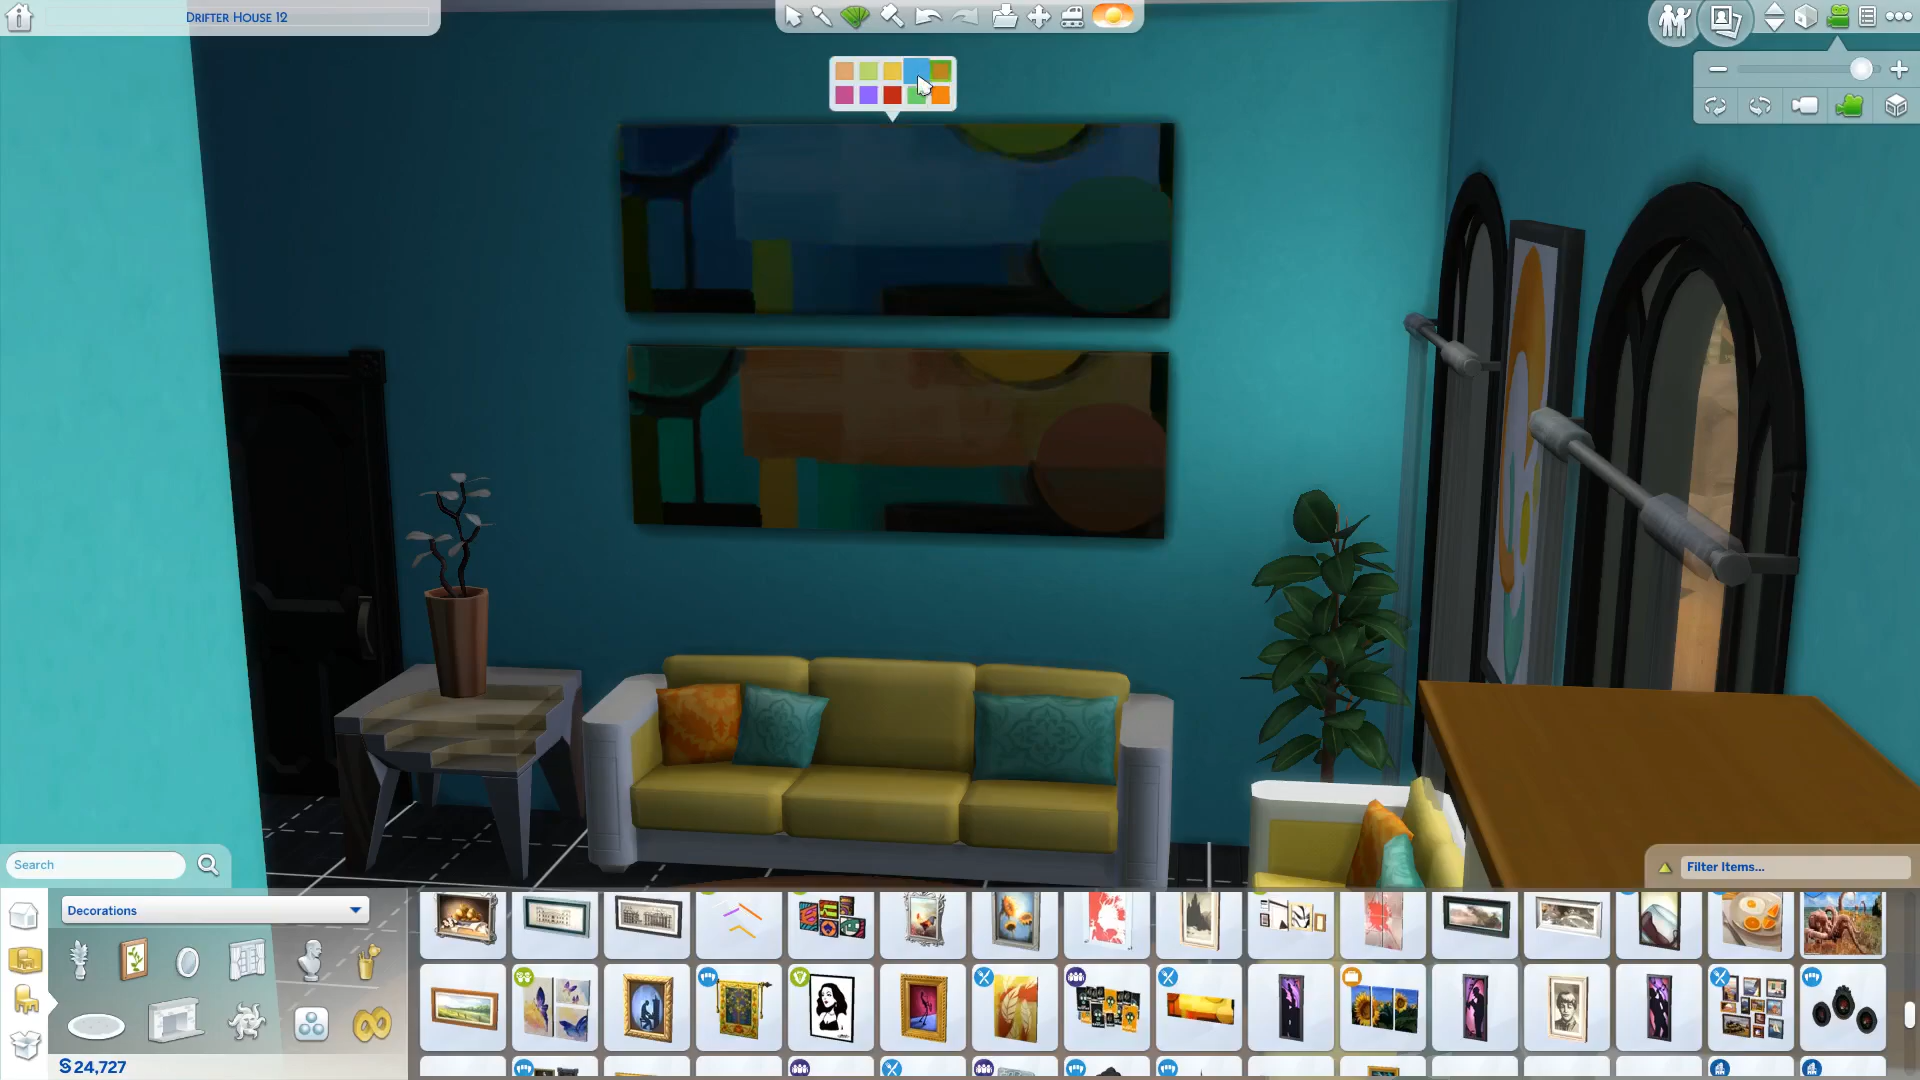 Drifter House 12
Search
Filter Items...
Decorations
24,727